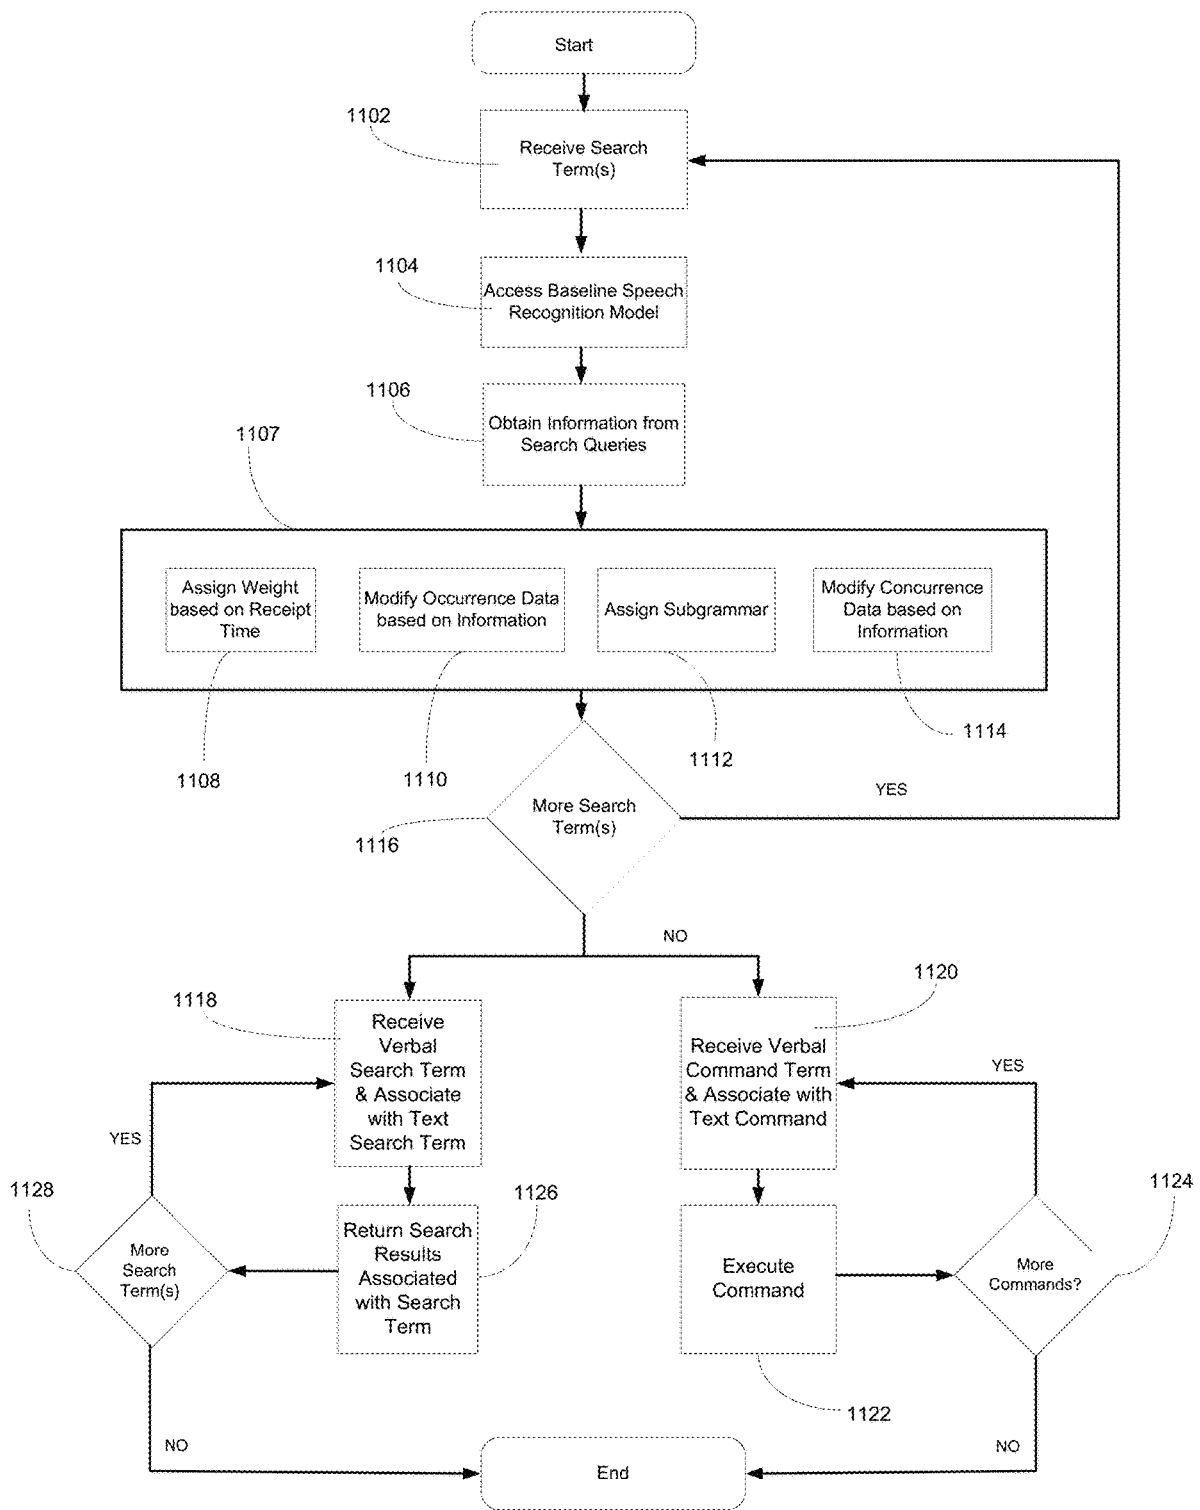 Start
1102
Receive Search
Term(s)
1104
Access Baseline Speech
Recognition Model
1106
Obtain Information from
Search Queries
1107
Assign Weight
based on Receipt
Time
Modify Occurrence Data
based on Information
Assign Subgrammar
Modify Concurrence
Data based on
Information
1108
1110
1112
1114
More Search
Term(s)
YES
1116
NO
1118
Receive
Verbal
Search Term
& Associate
with Text
Search Term
1120
Receive Verbal
Command Term
& Associate with
Text Command
YES
YES
1128
More
Search
Term(s)
1126
Return Search
Results
Associated
with Search
Term
Execute
Command
1124
More
Commands?
1122
NO
NO
End